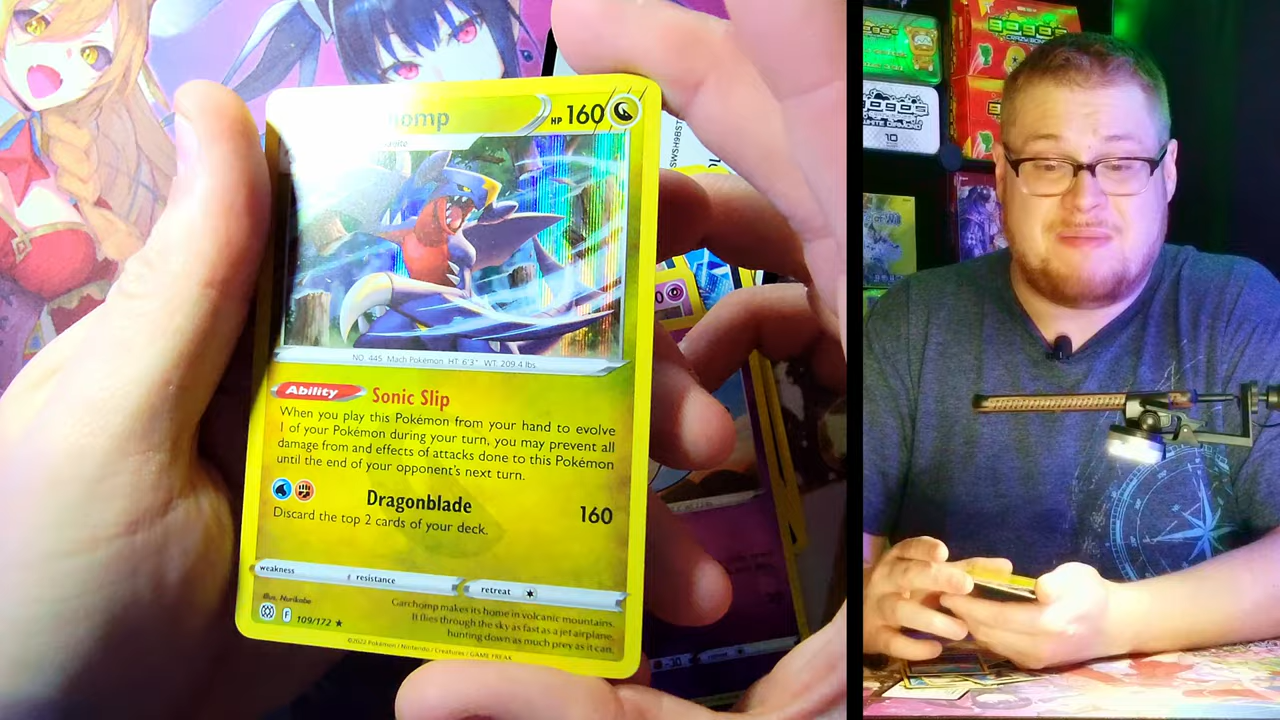 HP 160
NO. 445 Mach Pokémon HT: 6'3" WT: 209.4 lbs.
Ability Sonic Slip
When you play this Pokémon from your hand to evolve
1 of your Pokémon during your turn, you may prevent all
damage from and effects of attacks done to this Pokémon
until the end of your opponent's next turn.
Dragonblade 160
Discard the top 2 cards of your deck.
weakness resistance retreat
Illus. Nurikabe
Garchomp makes its home in volcanic mountains.
It flies through the sky as fast as a jet airplane,
hunting down as much prey as it can.
F 109/172 ★
©2022 Pokémon / Nintendo / Creatures / GAME FREAK
-30
gogos
CRAZY BONES
10